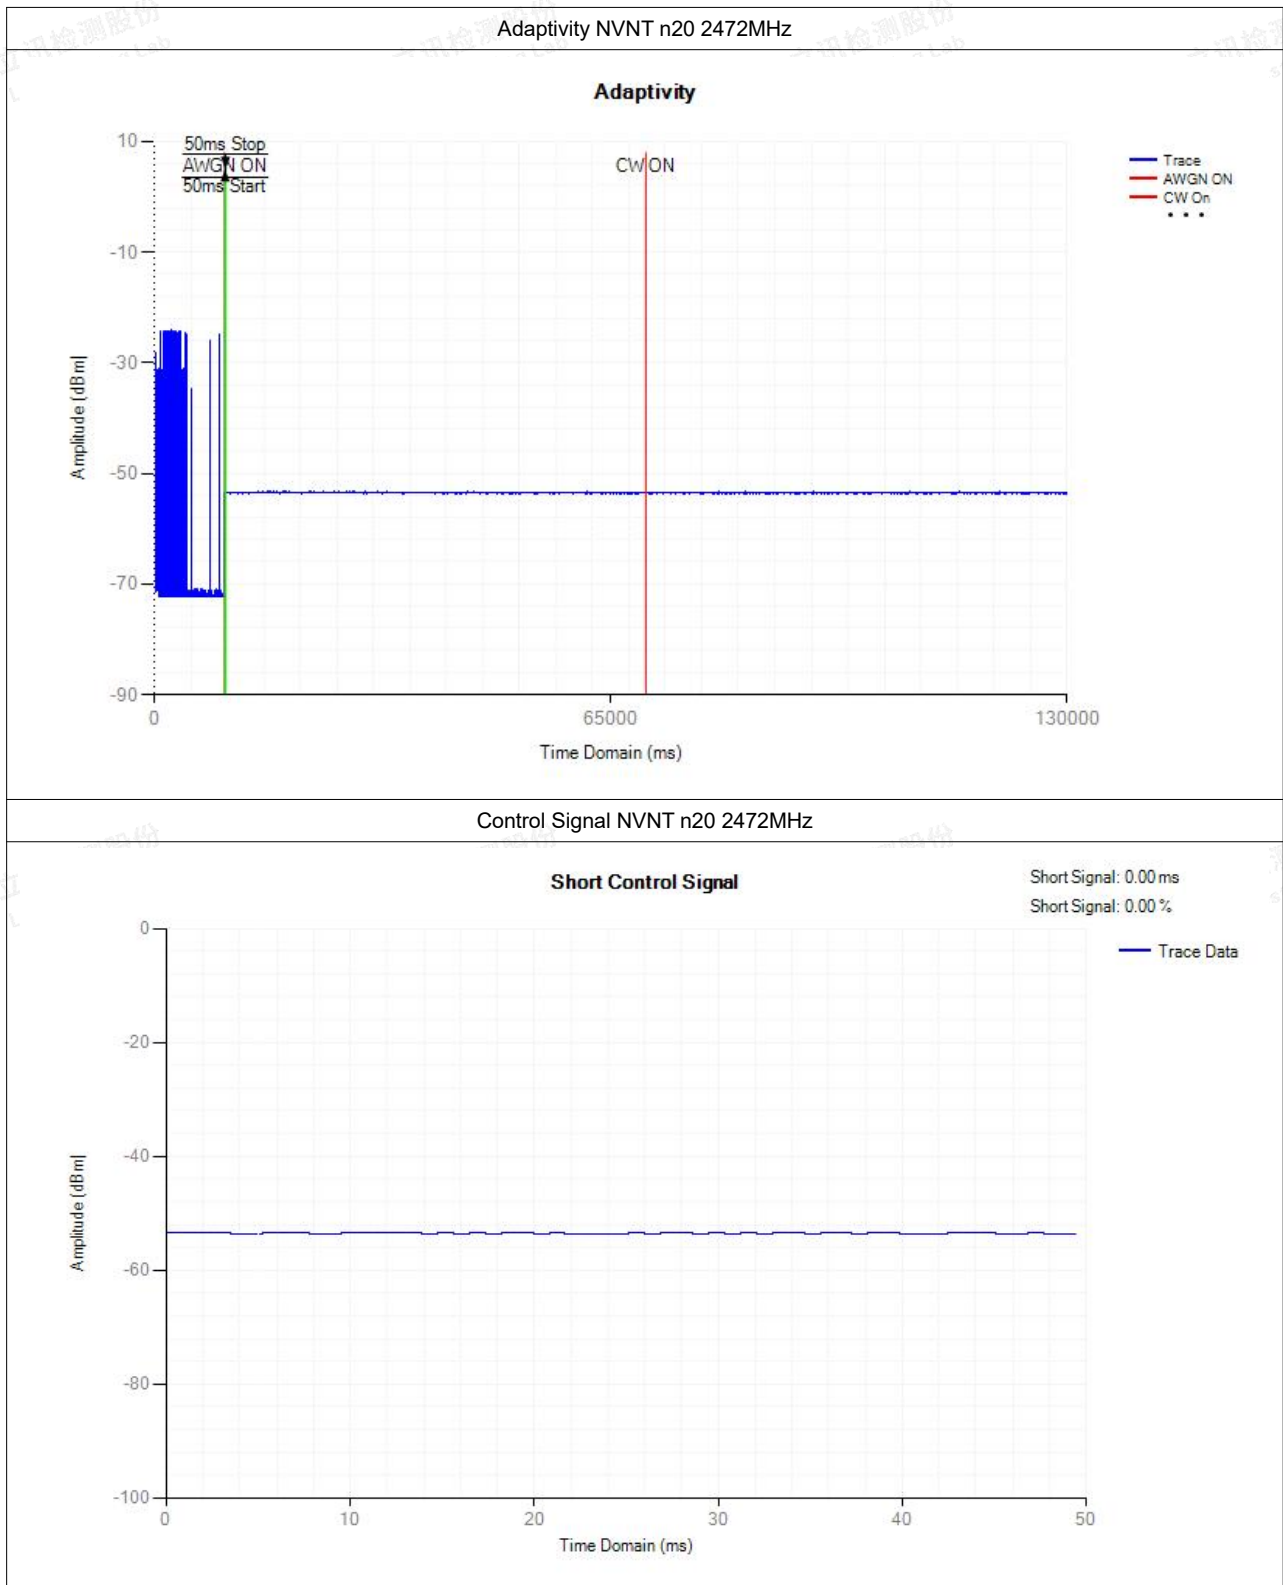 Adaptivity NVNT n20 2472MHz
Adaptivity
10
-10
-30
-50
-70
-90
Amplitude (dBm)
50ms Stop
AWGN ON
50ms Start
CW ON
Trace
AWGN ON
CW On
• • •
0
65000
130000
Time Domain (ms)
Control Signal NVNT n20 2472MHz
Short Control Signal
Short Signal: 0.00 ms
Short Signal: 0.00 %
Trace Data
0
-20
-40
-60
-80
-100
Amplitude (dBm)
0
10
20
30
40
50
Time Domain (ms)